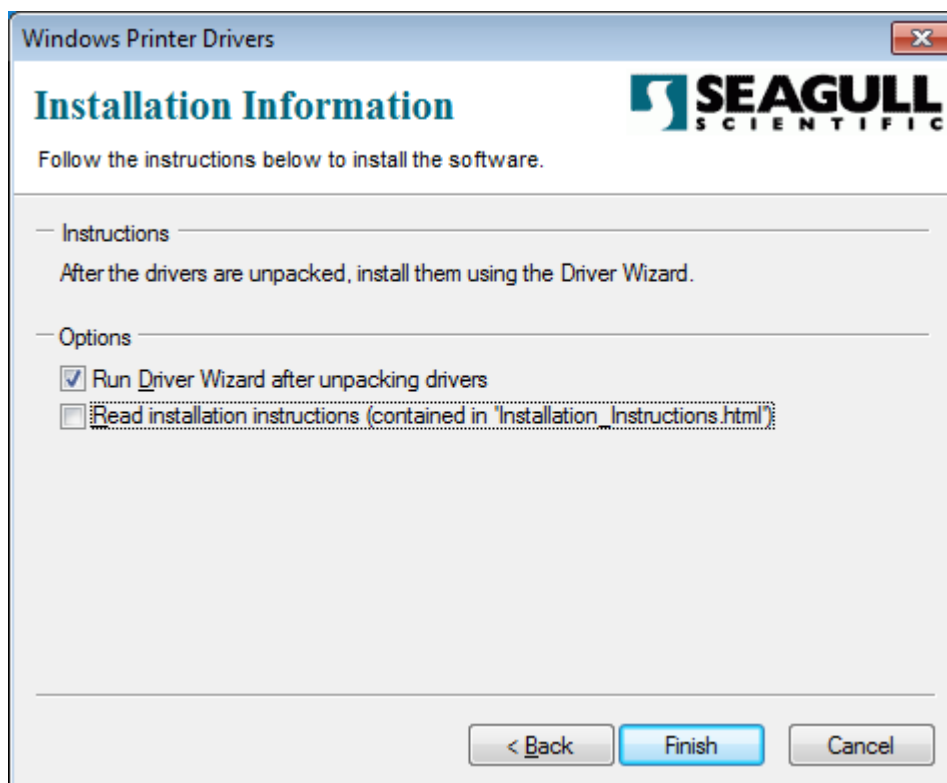 Windows Printer Drivers
Installation Information
SEAGULL
SCIENTIFIC
Follow the instructions below to install the software.
Instructions
After the drivers are unpacked, install them using the Driver Wizard.
Options
Run Driver Wizard after unpacking drivers
Read installation instructions (contained in "Installation_Instructions.html")
< Back
Finish
Cancel